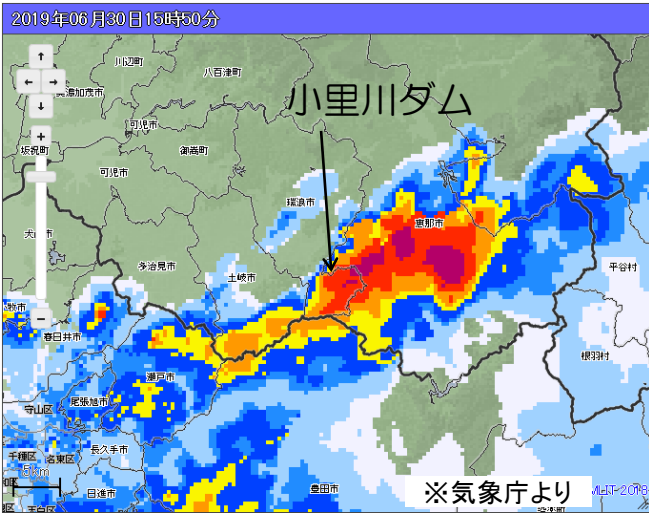 2019年06月30日15時50分
川辺町
八百津町
美濃加茂市
小里川ダム
可児市
坂祝町
御嵩町
可児市
瑞浪市
恵那市
多治見市
土岐市
平谷村
春日井市
根羽村
瀬戸市
尾張旭市
守山区
長久手市
千種区
名東区
5km
豊田市
日進市
※気象庁より
MLIT 2018